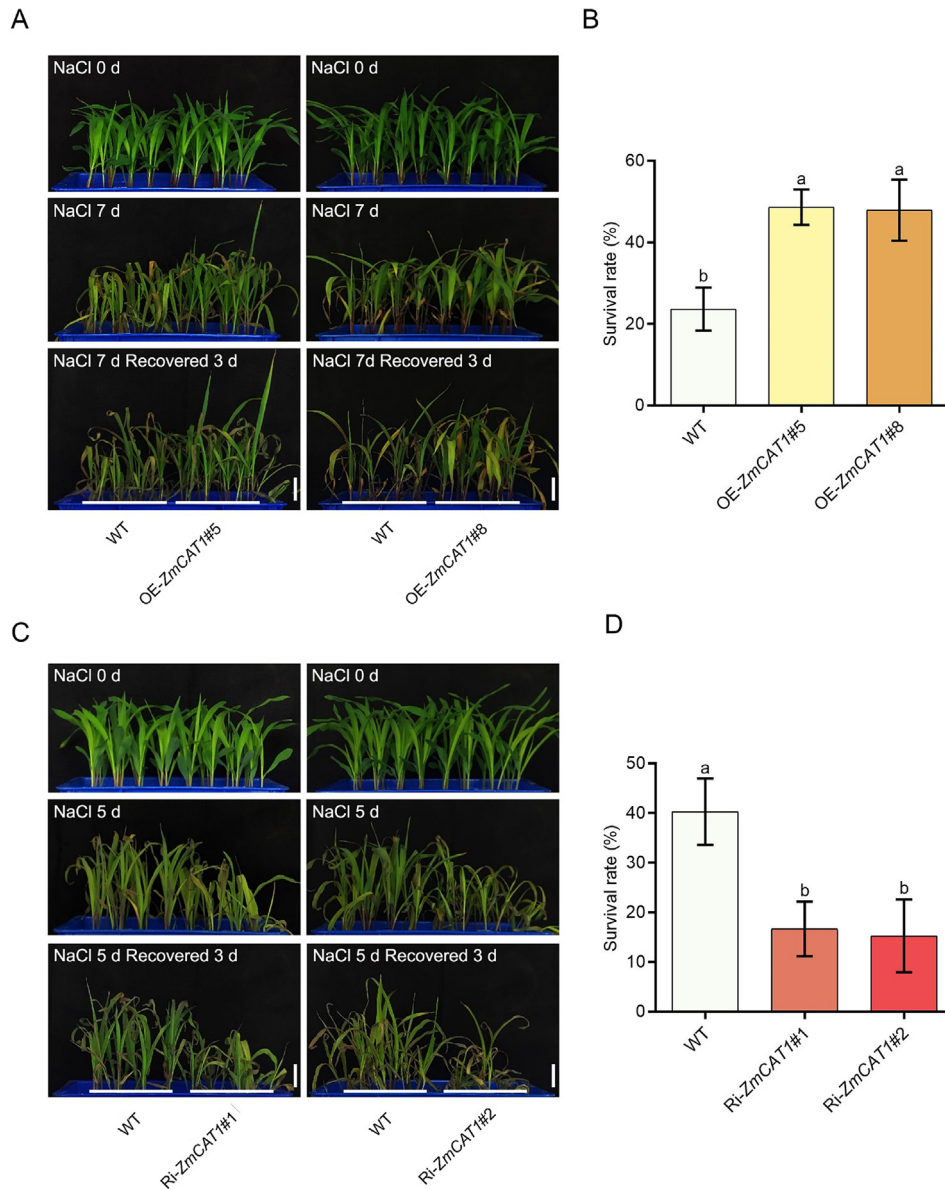 A
NaCl 0 d
NaCl 0 d
NaCl 7 d
NaCl 7 d
NaCl 7 d Recovered 3 d
NaCl 7d Recovered 3 d
WT
OE-ZmCAT1#5
WT
OE-ZmCAT1#8
B
Survival rate (%)
60
40
20
0
b
a
a
WT
OE-ZmCAT1#5
OE-ZmCAT1#8
C
NaCl 0 d
NaCl 0 d
NaCl 5 d
NaCl 5 d
NaCl 5 d Recovered 3 d
NaCl 5 d Recovered 3 d
WT
Ri-ZmCAT1#1
WT
Ri-ZmCAT1#2
D
Survival rate (%)
50
40
30
20
10
0
a
b
b
WT
Ri-ZmCAT1#1
Ri-ZmCAT1#2